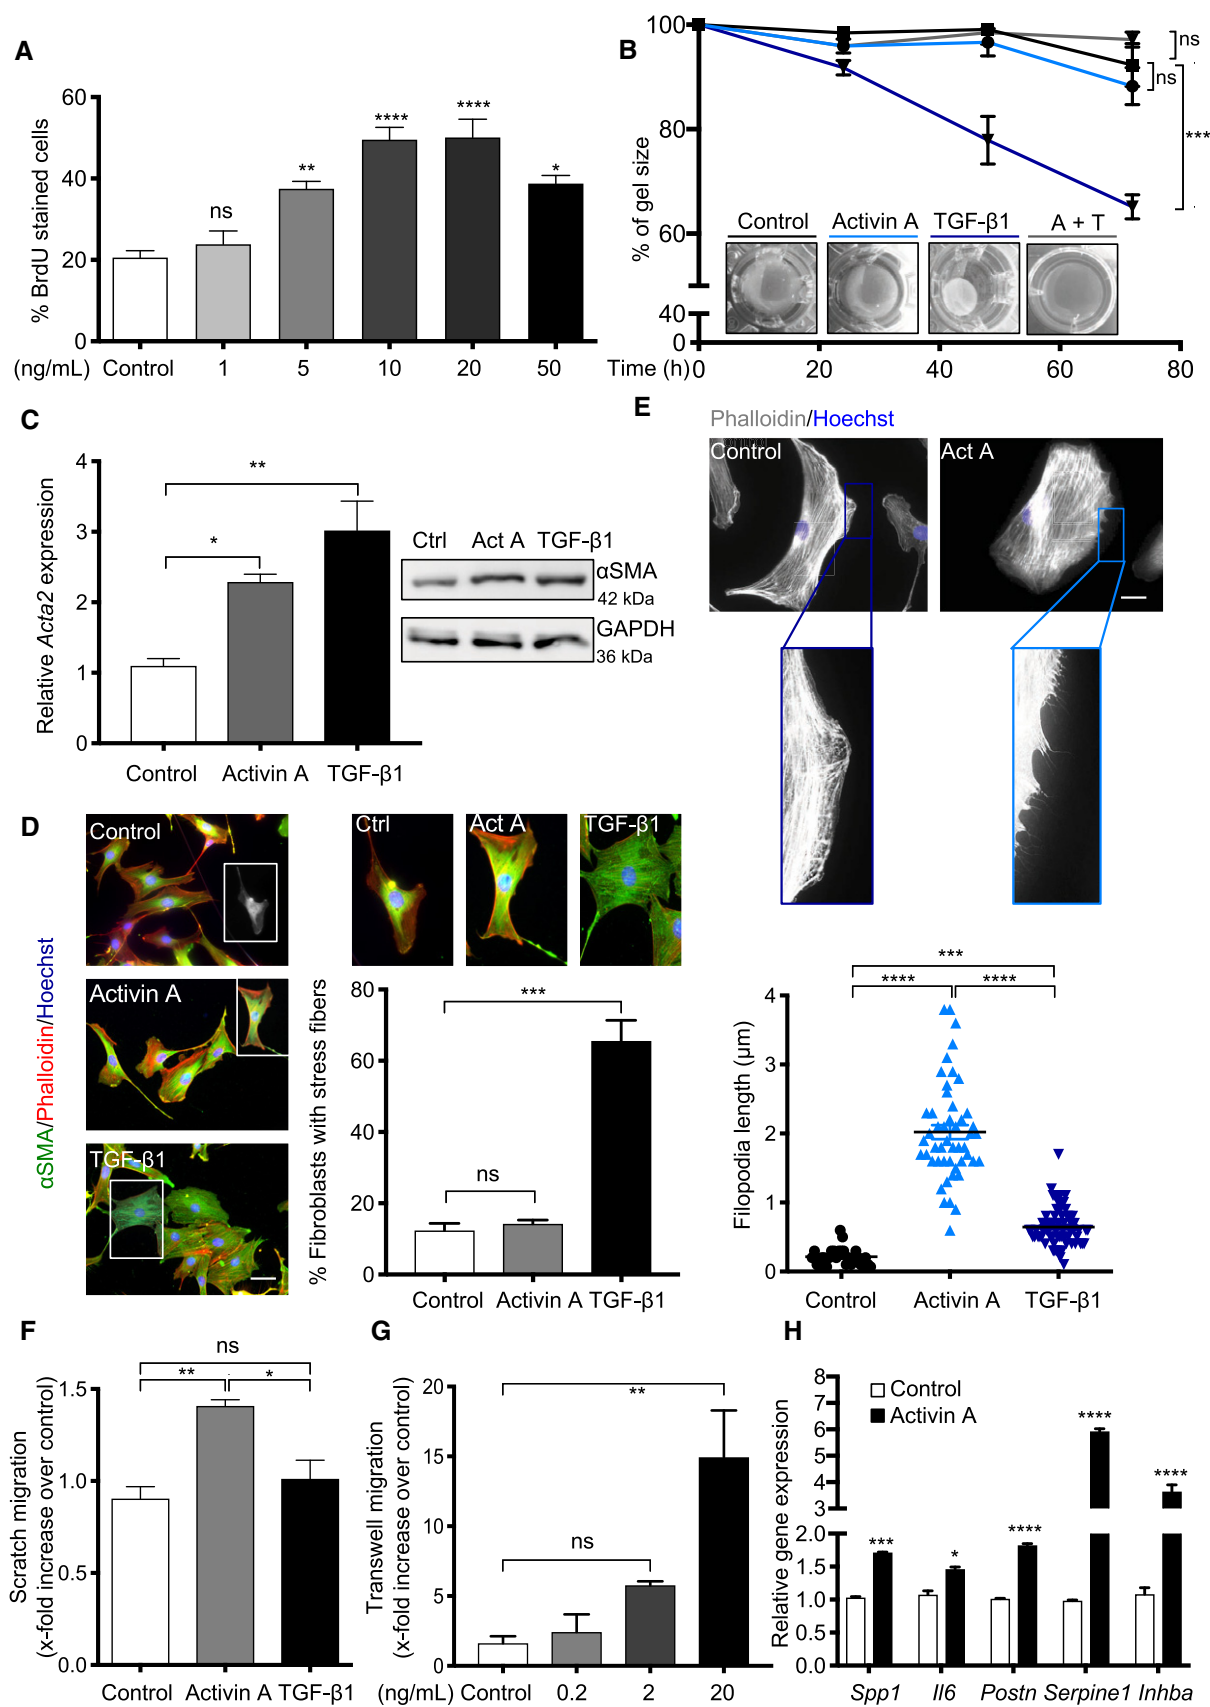 A
% BrdU stained cells
60
40
20
0
ns
**
****
****
*
(ng/mL) Control 1 5 10 20 50
B
% of gel size
100
80
60
40
0
ns
ns
***
Control Activin A TGF-β1 A + T
Time (h) 0 20 40 60 80
C
Relative Acta2 expression
4
3
2
1
0
**
*
Control Activin A TGF-β1
Ctrl Act A TGF-β1
αSMA
42 kDa
GAPDH
36 kDa
D
αSMA/Phalloidin/Hoechst
Control
Activin A
TGF-β1
Ctrl Act A TGF-β1
% Fibroblasts with stress fibers
80
60
40
20
0
***
ns
Control Activin A TGF-β1
E
Phalloidin/Hoechst
Control Act A
Filopodia length (μm)
4
3
2
1
0
***
**** ****
Control Activin A TGF-β1
F
Scratch migration
(x-fold increase over control)
1.5
1.0
0.5
0.0
ns
** *
Control Activin A TGF-β1
G
Transwell migration
(x-fold increase over control)
20
15
10
5
0
**
ns
(ng/mL) Control 0.2 2 20
H
Relative gene expression
8
7
6
5
4
3
2.0
1.5
1.0
0.5
0.0
Control
Activin A
***
*
****
****
****
Spp1 Il6 Postn Serpine1 Inhba